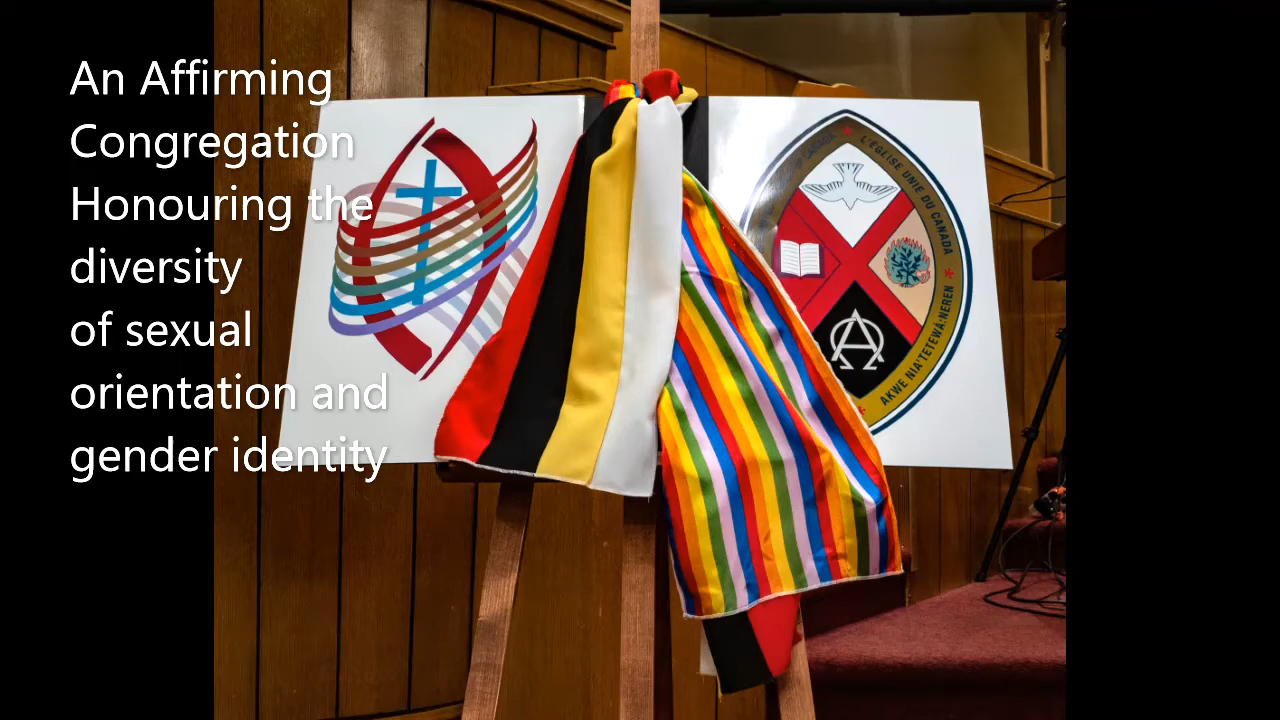 An Affirming
Congregation
Honouring the
diversity
of sexual
orientation and
gender identity
L'ÉGLISE UNIE DU CANADA
AKWE NIA'TETEWÁ:NEREN